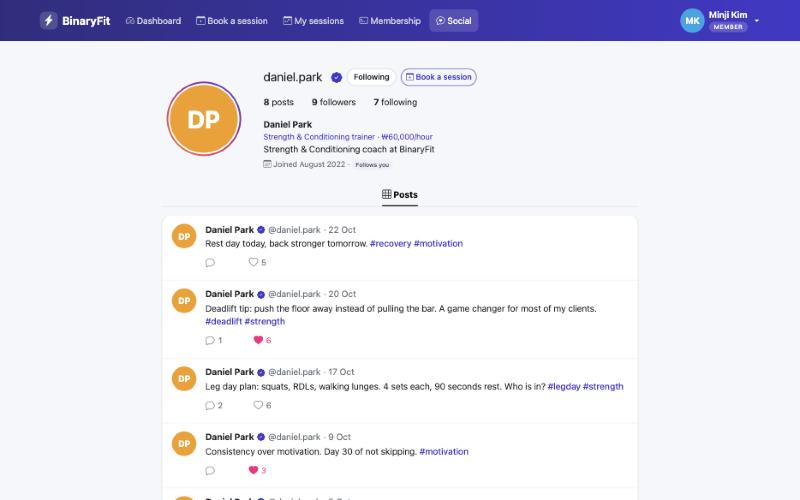 BinaryFit Dashboard Book a session My sessions Membership Social MK Minji Kim MEMBER
DP
daniel.park Following Book a session
8 posts 9 followers 7 following
Daniel Park
Strength & Conditioning trainer · ₩60,000/hour
Strength & Conditioning coach at BinaryFit
Joined August 2022 · Follows you
Posts
DP Daniel Park @daniel.park · 22 Oct
Rest day today, back stronger tomorrow. #recovery #motivation
5
DP Daniel Park @daniel.park · 20 Oct
Deadlift tip: push the floor away instead of pulling the bar. A game changer for most of my clients.
#deadlift #strength
1 6
DP Daniel Park @daniel.park · 17 Oct
Leg day plan: squats, RDLs, walking lunges. 4 sets each, 90 seconds rest. Who is in? #legday #strength
2 6
DP Daniel Park @daniel.park · 9 Oct
Consistency over motivation. Day 30 of not skipping. #motivation
3